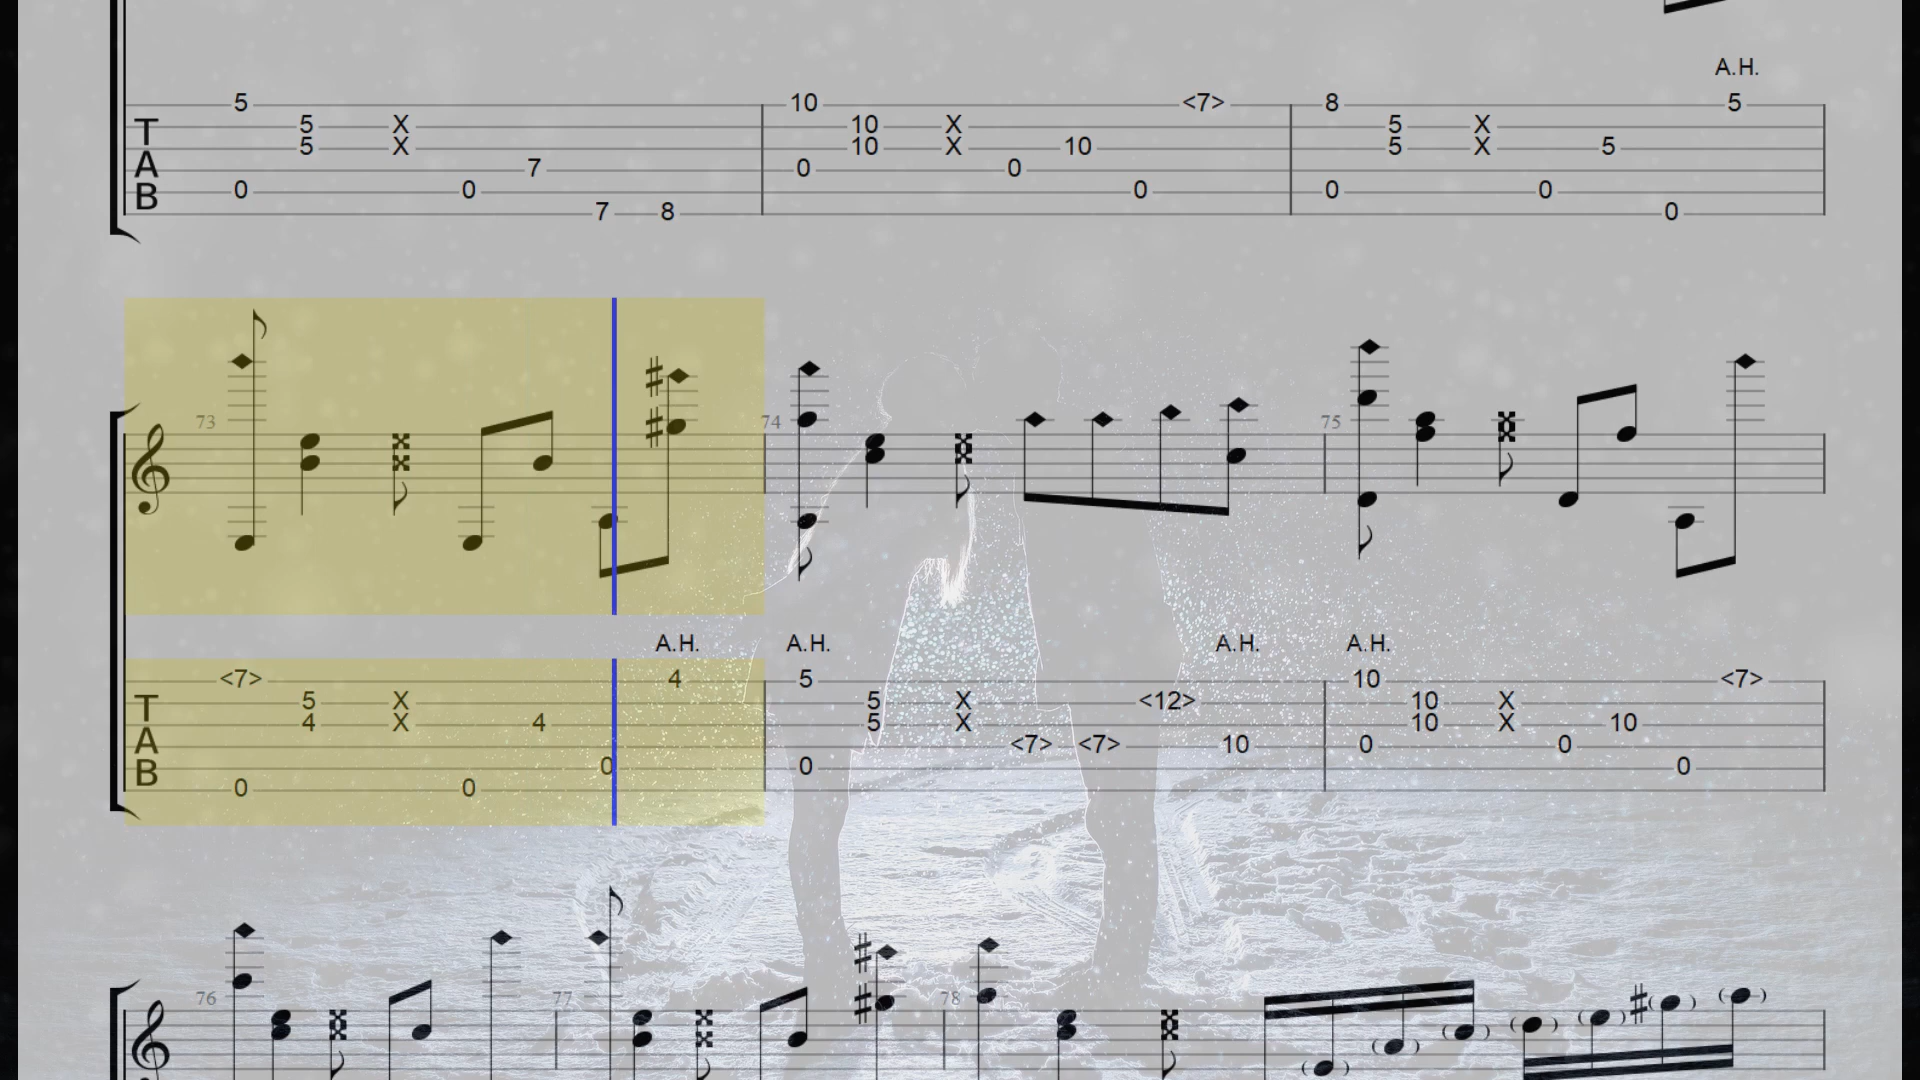 A.H.
5 10 <7> 8 5
T 5 X 10 X 5 X
5 X 10 X 10 5 X 5
A 7 0 0
B 0 0 0 0 0
7 8 0
73 74 75
A.H. A.H. A.H. A.H.
<7> 4 5 10 <7>
T 5 X 5 X <12> 10 X
4 X 4 5 X 10 X 10
A <7> <7> 10 0 0
B 0 0 0
0 0
76 77 78